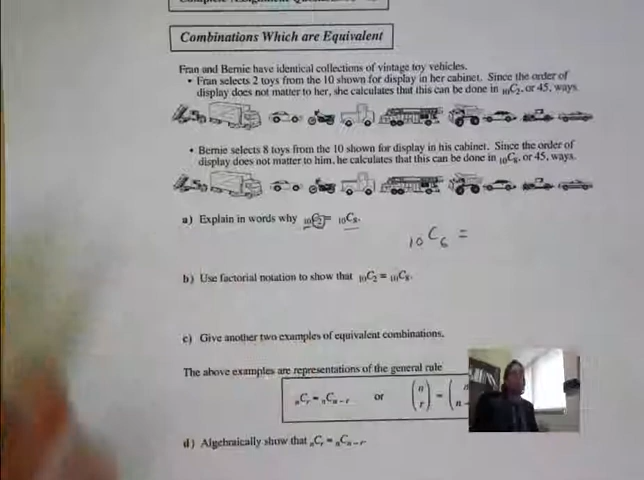 Combinations Which are Equivalent
Fran and Bernie have identical collections of vintage toy vehicles.
• Fran selects 2 toys from the 10 shown for display in her cabinet. Since the order of
display does not matter to her, she calculates that this can be done in ₁₀C₂, or 45, ways.
• Bernie selects 8 toys from the 10 shown for display in his cabinet. Since the order of
display does not matter to him, he calculates that this can be done in ₁₀C₈, or 45, ways.
a) Explain in words why ₁₀C₂ = ₁₀C₈.
₁₀C₆ =
b) Use factorial notation to show that ₁₀C₂ = ₁₀C₈.
c) Give another two examples of equivalent combinations.
The above examples are representations of the general rule
ₙCᵣ = ₙCₙ₋ᵣ or (n r) = (n n −
d) Algebraically show that ₙCᵣ = ₙCₙ₋ᵣ